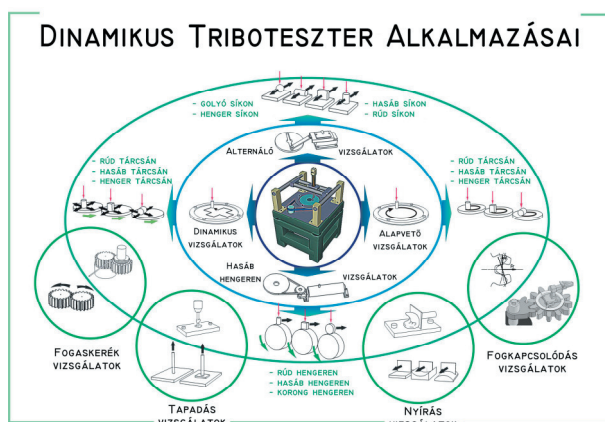 DINAMIKUS TRIBOTESZTER ALKALMAZÁSAI
- GOLYÓ SÍKON
- HENGER SÍKON
- HASÁB SÍKON
- RÚD SÍKON
ALTERNÁLÓ
VIZSGÁLATOK
- RÚD TÁRCSÁN
- HASÁB TÁRCSÁN
- HENGER TÁRCSÁN
- RÚD TÁRCSÁN
- HASÁB TÁRCSÁN
- HENGER TÁRCSÁN
DINAMIKUS
VIZSGÁLATOK
ALAPVETŐ
VIZSGÁLATOK
HASÁB
HENGEREN
VIZSGÁLATOK
FOGASKERÉK
VIZSGÁLATOK
FOGKAPCSOLÓDÁS
VIZSGÁLATOK
- RÚD HENGEREN
- HASÁB HENGEREN
- KORONG HENGEREN
TAPADÁS
VIZSGÁLATOK
NYÍRÁS
VIZSGÁLATOK